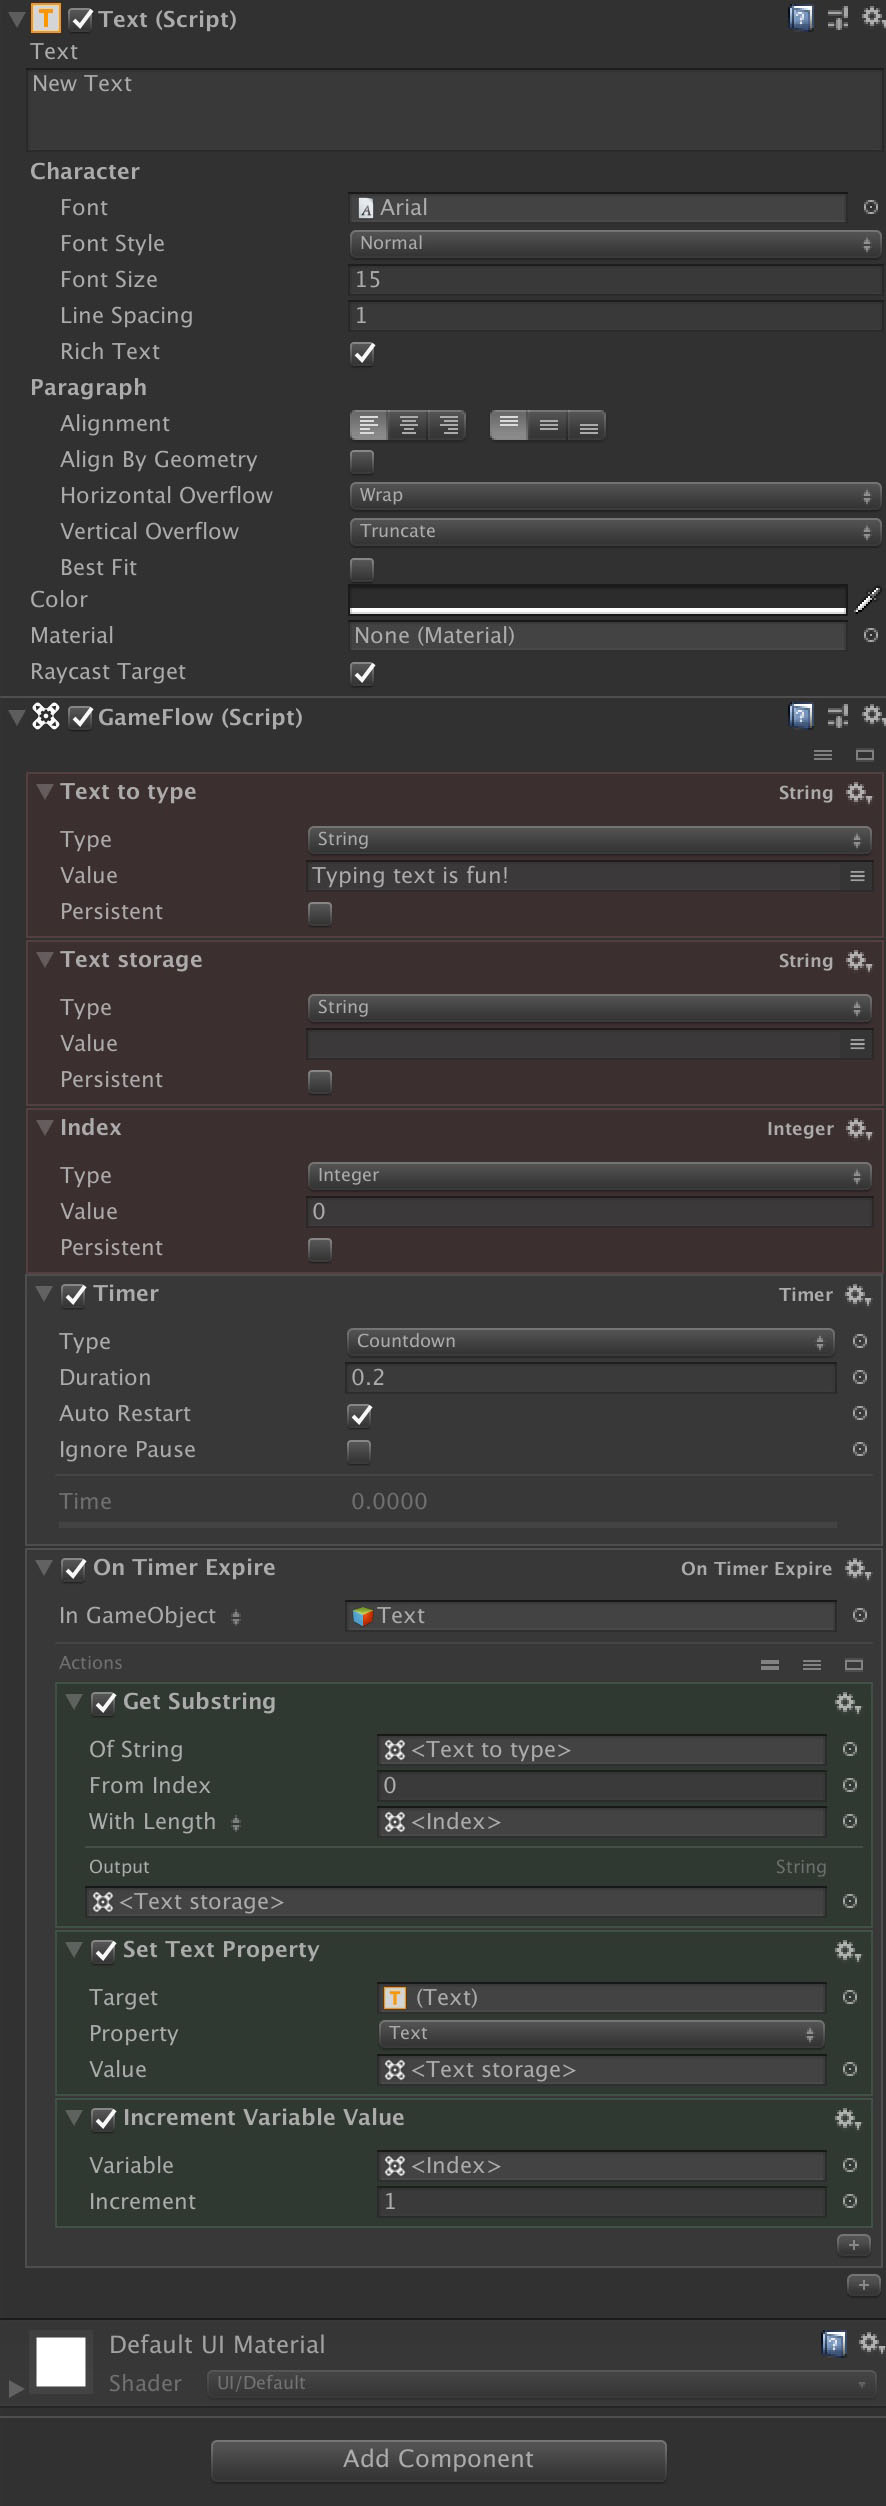 Text (Script)
Text
New Text
Character
Font Arial
Font Style Normal
Font Size 15
Line Spacing 1
Rich Text
Paragraph
Alignment
Align By Geometry
Horizontal Overflow Wrap
Vertical Overflow Truncate
Best Fit
Color
Material None (Material)
Raycast Target
GameFlow (Script)
Text to type String
Type String
Value Typing text is fun!
Persistent
Text storage String
Type String
Value
Persistent
Index Integer
Type Integer
Value 0
Persistent
Timer Timer
Type Countdown
Duration 0.2
Auto Restart
Ignore Pause
Time 0.0000
On Timer Expire On Timer Expire
In GameObject Text
Actions
Get Substring
Of String <Text to type>
From Index 0
With Length <Index>
Output String
<Text storage>
Set Text Property
Target (Text)
Property Text
Value <Text storage>
Increment Variable Value
Variable <Index>
Increment 1
Default UI Material
Shader UI/Default
Add Component